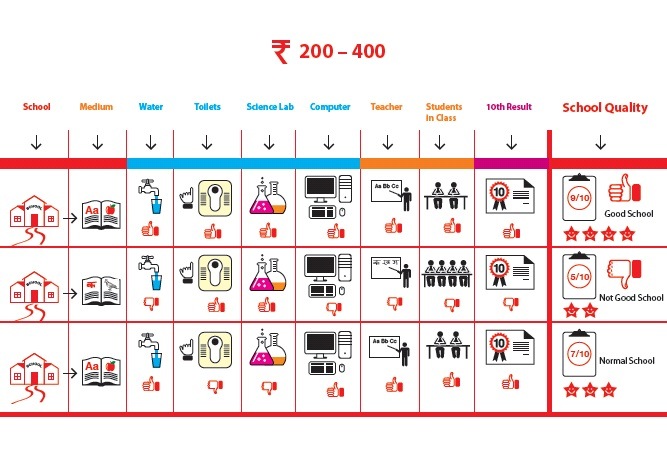 ₹ 200 – 400
School Medium Water Toilets Science Lab Computer Teacher Students in Class 10th Result School Quality
Aa
Aa Bb Cc
10
9/10
Good School
10
5/10
Not Good School
Aa
Aa Bb Cc
10
7/10
Normal School